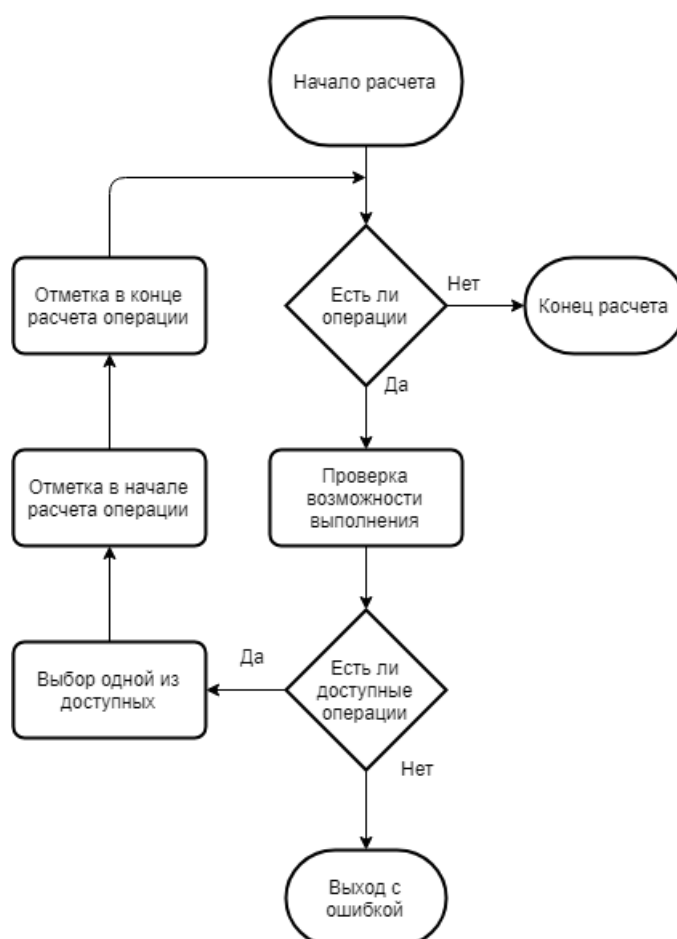 Начало расчета
Отметка в конце
расчета операции
Есть ли
операции
Нет
Конец расчета
Да
Отметка в начале
расчета операции
Проверка
возможности
выполнения
Выбор одной из
доступных
Да
Есть ли
доступные
операции
Нет
Выход с
ошибкой